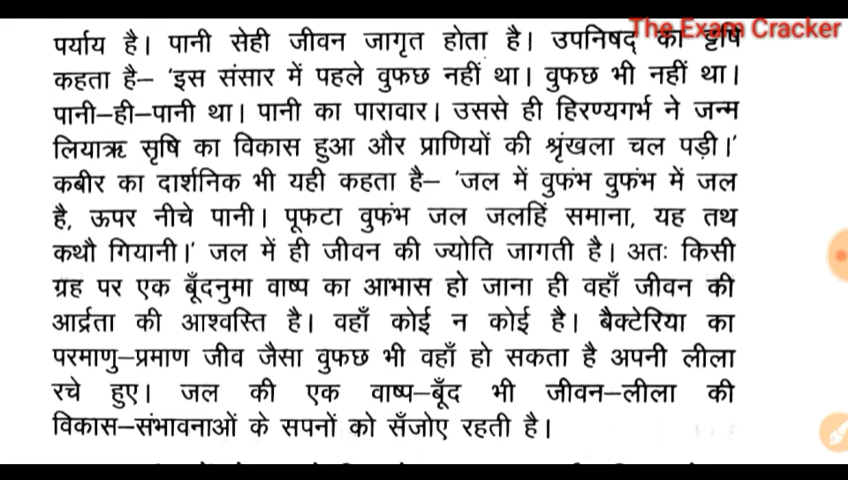 The Exam Cracker
पर्याय है। पानी सेही जीवन जागृत होता है। उपनिषद् का दृषि
कहता है– 'इस संसार में पहले वुफछ नहीं था। वुफछ भी नहीं था।
पानी–ही–पानी था। पानी का पारावार। उससे ही हिरण्यगर्भ ने जन्म
लियाऋ सृषि का विकास हुआ और प्राणियों की श्रृंखला चल पड़ी।'
कबीर का दार्शनिक भी यही कहता है– 'जल में वुफंभ वुफंभ में जल
है, ऊपर नीचे पानी। पूफटा वुफंभ जल जलहिं समाना, यह तथ
कथौ गियानी।' जल में ही जीवन की ज्योति जागती है। अतः किसी
ग्रह पर एक बूँदनुमा वाष्प का आभास हो जाना ही वहाँ जीवन की
आर्द्रता की आश्वस्ति है। वहाँ कोई न कोई है। बैक्टेरिया का
परमाणु–प्रमाण जीव जैसा वुफछ भी वहाँ हो सकता है अपनी लीला
रचे हुए। जल की एक वाष्प–बूँद भी जीवन–लीला की
विकास–संभावनाओं के सपनों को सँजोए रहती है।